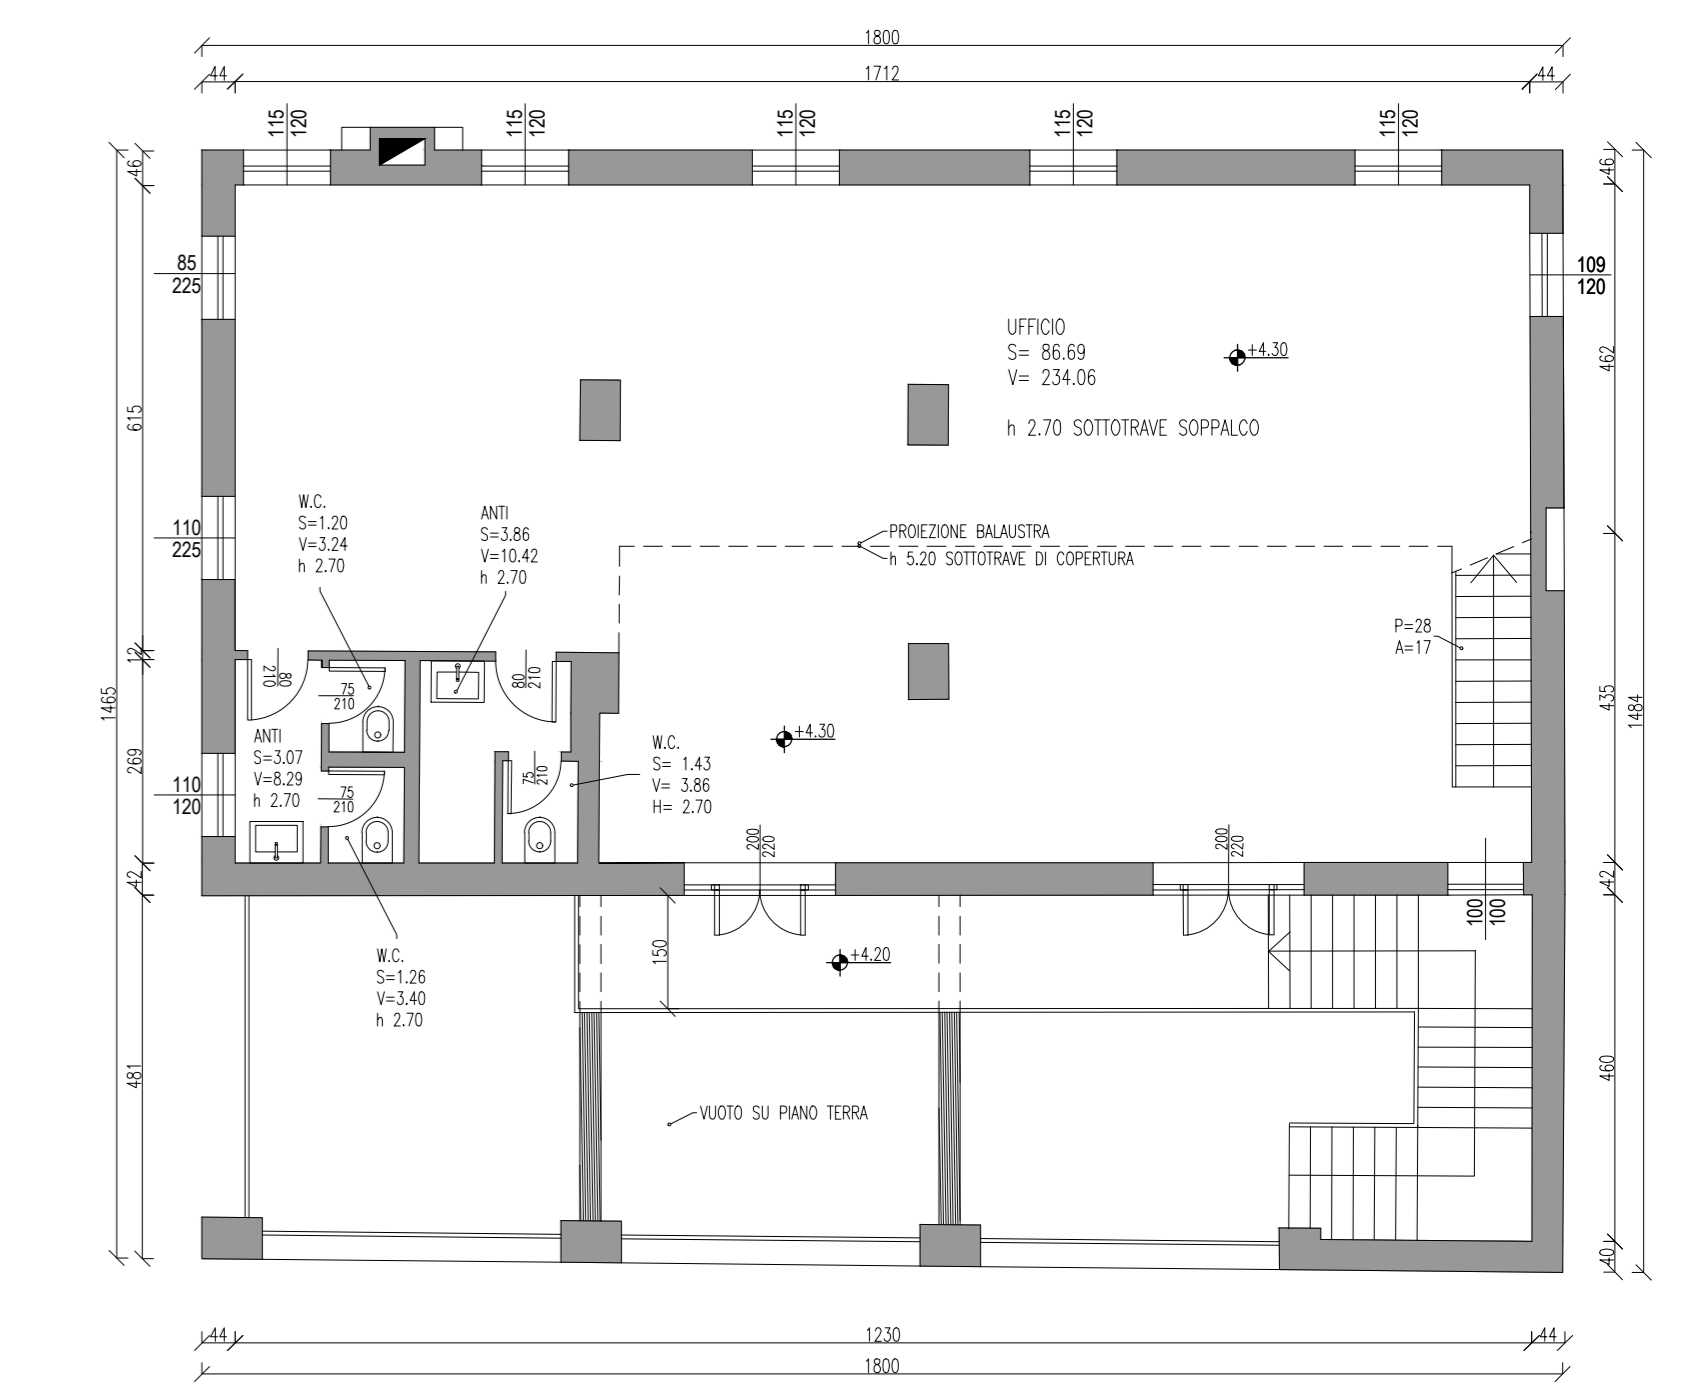 1800
44
1712
44
115
120
115
120
115
120
115
120
115
120
46
46
85
225
109
120
UFFICIO
S= 86.69
V= 234.06
+4.30
h 2.70 SOTTOTRAVE SOPPALCO
462
615
W.C.
S=1.20
V=3.24
h 2.70
ANTI
S=3.86
V=10.42
h 2.70
110
225
PROIEZIONE BALAUSTRA
h 5.20 SOTTOTRAVE DI COPERTURA
P=28
A=17
12
80
210
75
210
80
210
1465
435
1484
ANTI
S=3.07
V=8.29
h 2.70
+4.30
W.C.
S= 1.43
V= 3.86
H= 2.70
269
110
120
75
210
75
210
200
220
200
220
42
42
100
100
150
+4.20
W.C.
S=1.26
V=3.40
h 2.70
481
460
VUOTO SU PIANO TERRA
40
44
1230
44
1800